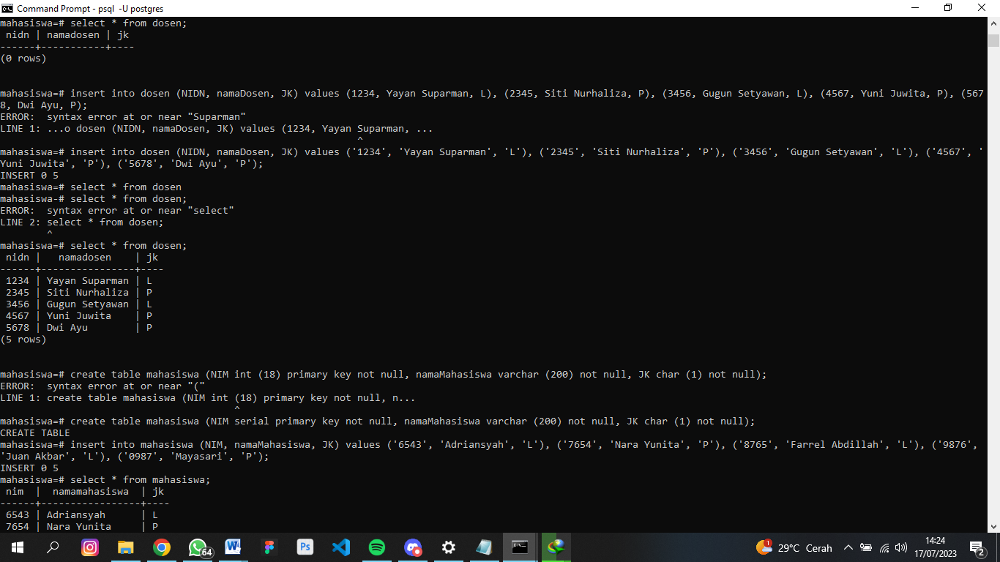 Command Prompt - psql  -U postgres
mahasiswa=# select * from dosen;
 nidn | namadosen | jk
------+-----------+----
(0 rows)
mahasiswa=# insert into dosen (NIDN, namaDosen, JK) values (1234, Yayan Suparman, L), (2345, Siti Nurhaliza, P), (3456, Gugun Setyawan, L), (4567, Yuni Juwita, P), (567
8, Dwi Ayu, P);
ERROR:  syntax error at or near "Suparman"
LINE 1: ...o dosen (NIDN, namaDosen, JK) values (1234, Yayan Suparman, ...
                                                             ^
mahasiswa=# insert into dosen (NIDN, namaDosen, JK) values ('1234', 'Yayan Suparman', 'L'), ('2345', 'Siti Nurhaliza', 'P'), ('3456', 'Gugun Setyawan', 'L'), ('4567', '
Yuni Juwita', 'P'), ('5678', 'Dwi Ayu', 'P');
INSERT 0 5
mahasiswa=# select * from dosen
mahasiswa-# select * from dosen;
ERROR:  syntax error at or near "select"
LINE 2: select * from dosen;
        ^
mahasiswa=# select * from dosen;
 nidn |   namadosen    | jk
------+----------------+----
 1234 | Yayan Suparman | L
 2345 | Siti Nurhaliza | P
 3456 | Gugun Setyawan | L
 4567 | Yuni Juwita    | P
 5678 | Dwi Ayu        | P
(5 rows)
mahasiswa=# create table mahasiswa (NIM int (18) primary key not null, namaMahasiswa varchar (200) not null, JK char (1) not null);
ERROR:  syntax error at or near "("
LINE 1: create table mahasiswa (NIM int (18) primary key not null, n...
                                        ^
mahasiswa=# create table mahasiswa (NIM serial primary key not null, namaMahasiswa varchar (200) not null, JK char (1) not null);
CREATE TABLE
mahasiswa=# insert into mahasiswa (NIM, namaMahasiswa, JK) values ('6543', 'Adriansyah', 'L'), ('7654', 'Nara Yunita', 'P'), ('8765', 'Farrel Abdillah', 'L'), ('9876',
'Juan Akbar', 'L'), ('0987', 'Mayasari', 'P');
INSERT 0 5
mahasiswa=# select * from mahasiswa;
 nim  |  namamahasiswa  | jk
------+-----------------+----
 6543 | Adriansyah      | L
 7654 | Nara Yunita     | P
64
Ps
1
29°C  Cerah
14:24
17/07/2023
2